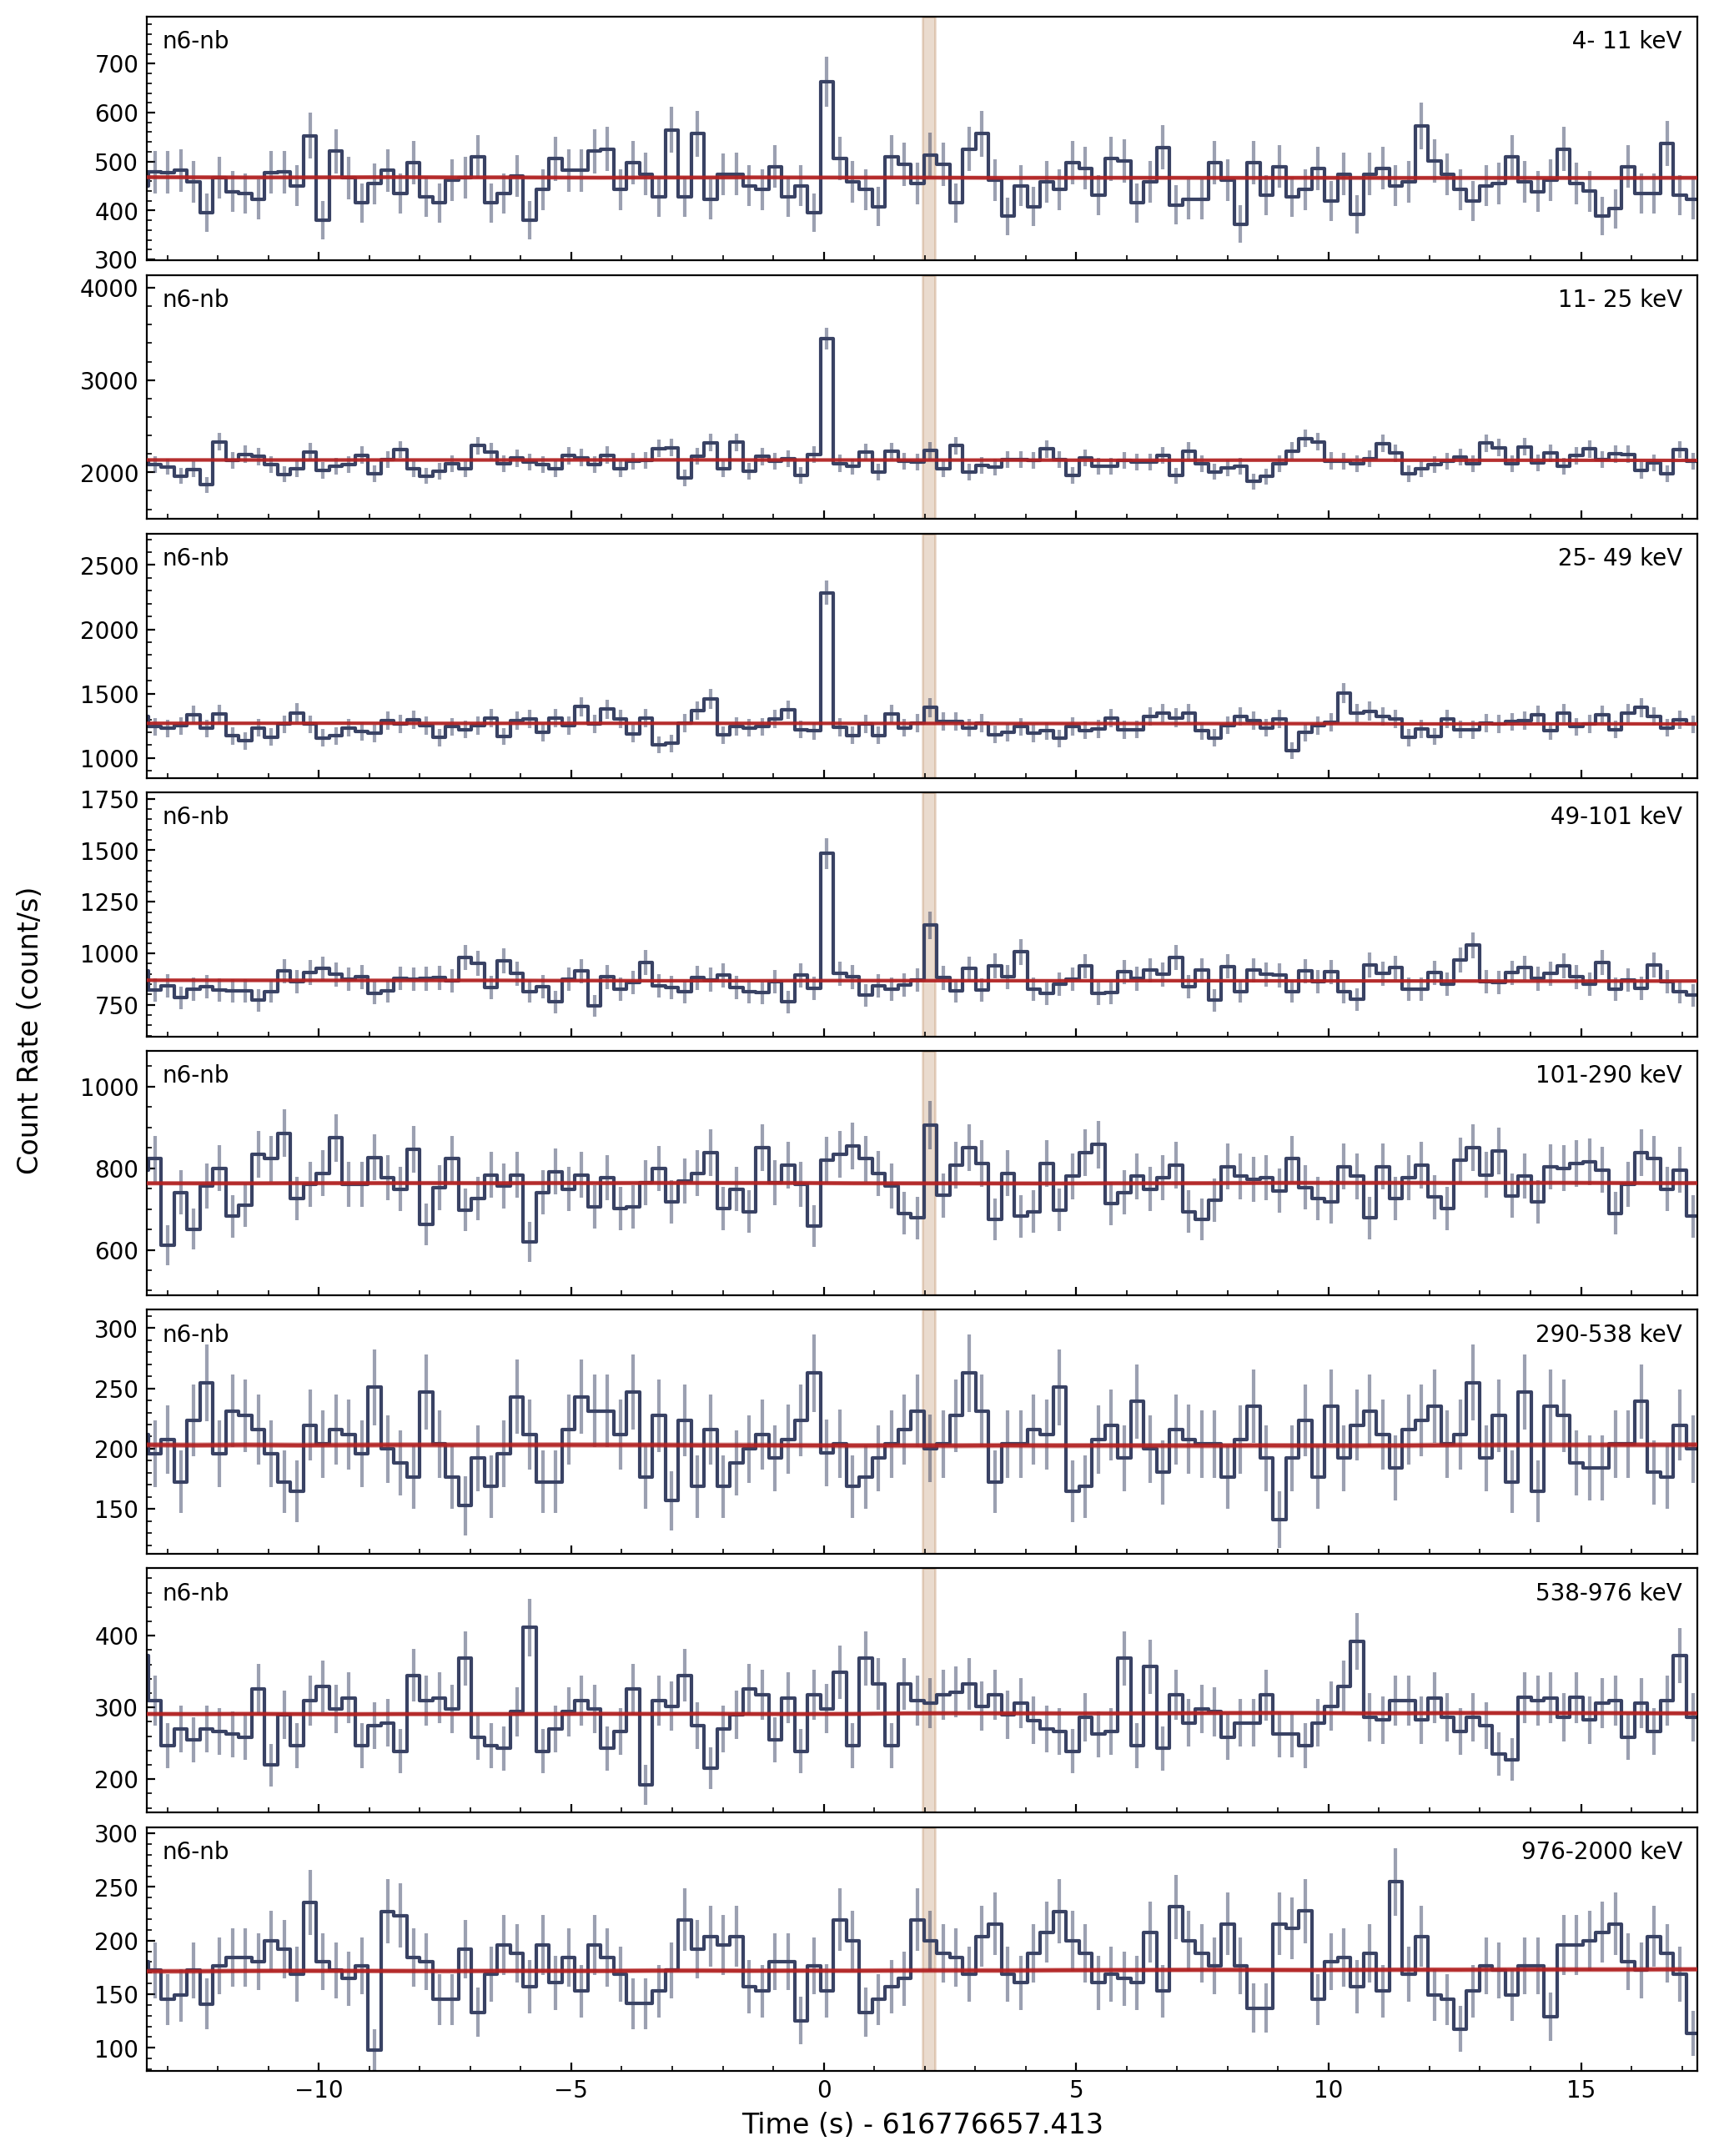 n6-nb 4- 11 keV
700
600
500
400
300
n6-nb 11- 25 keV
4000
3000
2000
n6-nb 25- 49 keV
2500
2000
1500
1000
n6-nb 49-101 keV
1750
1500
1250
1000
750
n6-nb 101-290 keV
1000
800
600
n6-nb 290-538 keV
300
250
200
150
n6-nb 538-976 keV
400
300
200
n6-nb 976-2000 keV
300
250
200
150
100
−10 −5 0 5 10 15
Time (s) - 616776657.413
Count Rate (count/s)